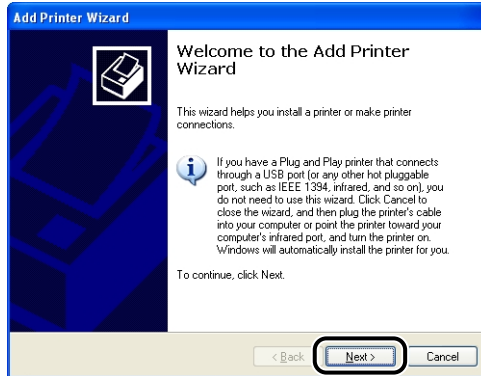 Add Printer Wizard
Welcome to the Add Printer
Wizard
This wizard helps you install a printer or make printer
connections.
If you have a Plug and Play printer that connects
through a USB port (or any other hot pluggable
port, such as IEEE 1394, infrared, and so on), you
do not need to use this wizard. Click Cancel to
close the wizard, and then plug the printer's cable
into your computer or point the printer toward your
computer's infrared port, and turn the printer on.
Windows will automatically install the printer for you.
To continue, click Next.
< Back
Next >
Cancel